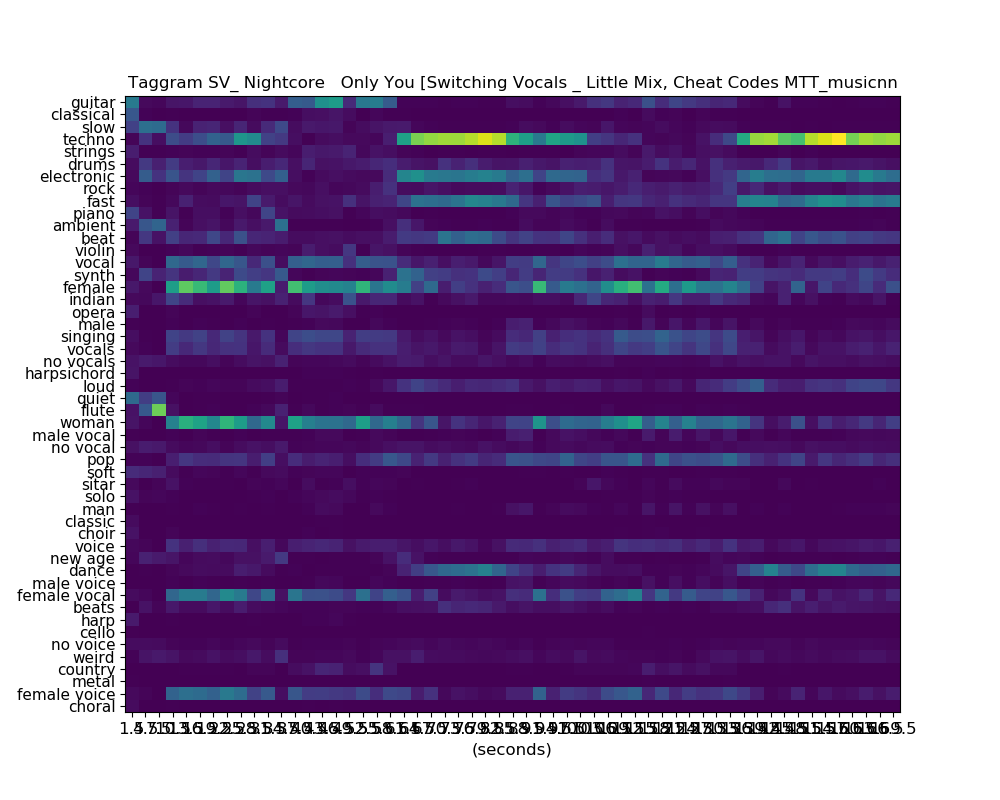 Taggram SV_ Nightcore   Only You [Switching Vocals _ Little Mix, Cheat Codes MTT_musicnn
guitar
classical
slow
techno
strings
drums
electronic
rock
fast
piano
ambient
beat
violin
vocal
synth
female
indian
opera
male
singing
vocals
no vocals
harpsichord
loud
quiet
flute
woman
male vocal
no vocal
pop
soft
sitar
solo
man
classic
choir
voice
new age
dance
male voice
female vocal
beats
harp
cello
no voice
weird
country
metal
female voice
choral
(seconds)